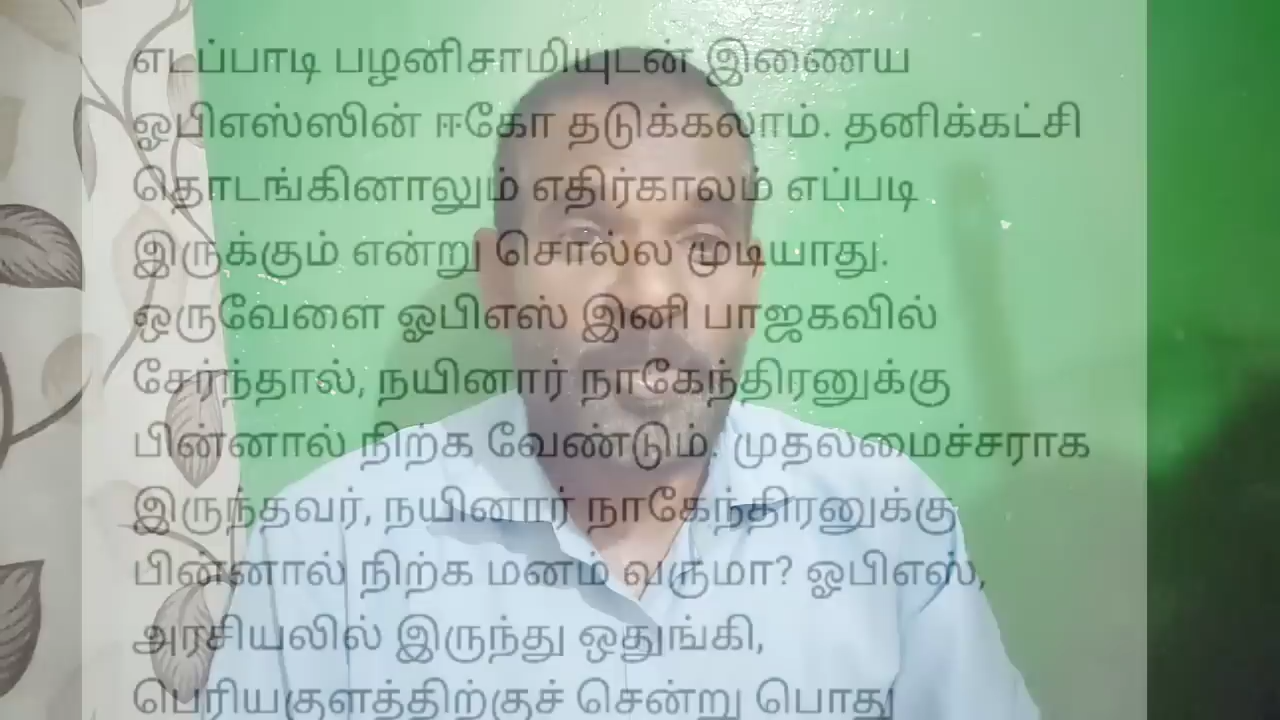 எடப்பாடி பழனிசாமியுடன் இணைய
ஓபிஎஸ்ஸின் ஈகோ தடுக்கலாம். தனிக்கட்சி
தொடங்கினாலும் எதிர்காலம் எப்படி
இருக்கும் என்று சொல்ல முடியாது.
ஒருவேளை ஓபிஎஸ் இனி பாஜகவில்
சேர்ந்தால், நயினார் நாகேந்திரனுக்கு
பின்னால் நிற்க வேண்டும். முதலமைச்சராக
இருந்தவர், நயினார் நாகேந்திரனுக்கு
பின்னால் நிற்க மனம் வருமா? ஓபிஎஸ்,
அரசியலில் இருந்து ஒதுங்கி,
பெரியகுளத்திற்குச் சென்று பொது